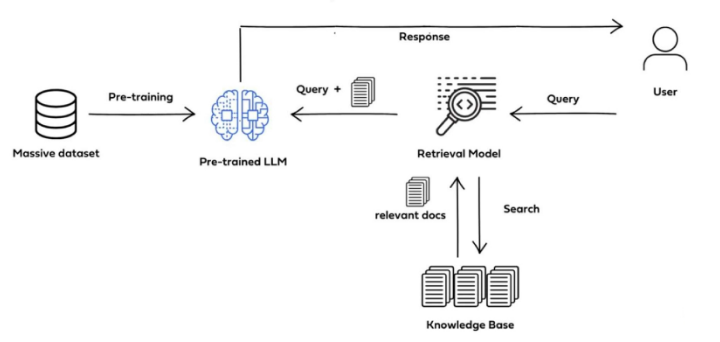 Response
Pre-training
Query +
Query
User
Massive dataset
Pre-trained LLM
Retrieval Model
relevant docs
Search
Knowledge Base